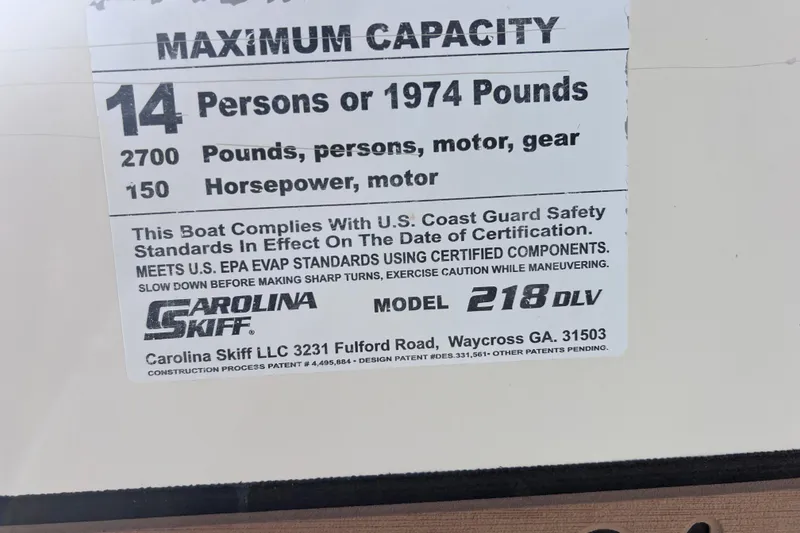 MAXIMUM CAPACITY
14 Persons or 1974 Pounds
2700 Pounds, persons, motor, gear
150 Horsepower, motor
This Boat Complies With U.S. Coast Guard Safety
Standards In Effect On The Date of Certification.
MEETS U.S. EPA EVAP STANDARDS USING CERTIFIED COMPONENTS.
SLOW DOWN BEFORE MAKING SHARP TURNS, EXERCISE CAUTION WHILE MANEUVERING.
CAROLINA SKIFF® MODEL 218 DLV
Carolina Skiff LLC 3231 Fulford Road, Waycross GA. 31503
CONSTRUCTION PROCESS PATENT # 4,495,884 • DESIGN PATENT #DES.331,561• OTHER PATENTS PENDING.